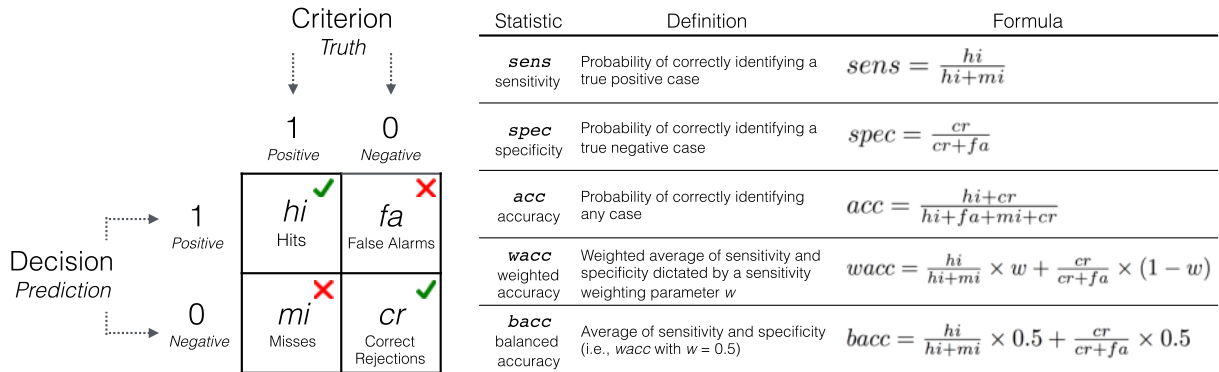 Criterion
Truth
1
Positive
0
Negative
Decision
Prediction
1
Positive
0
Negative
hi
Hits
fa
False Alarms
mi
Misses
cr
Correct
Rejections
Statistic Definition Formula
sens
sensitivity
Probability of correctly identifying a
true positive case
sens = hi / hi+mi
spec
specificity
Probability of correctly identifying a
true negative case
spec = cr / cr+fa
acc
accuracy
Probability of correctly identifying
any case
acc = hi+cr / hi+fa+mi+cr
wacc
weighted
accuracy
Weighted average of sensitivity and
specificity dictated by a sensitivity
weighting parameter w
wacc = hi / hi+mi × w + cr / cr+fa × (1 − w)
bacc
balanced
accuracy
Average of sensitivity and specificity
(i.e., wacc with w = 0.5)
bacc = hi / hi+mi × 0.5 + cr / cr+fa × 0.5